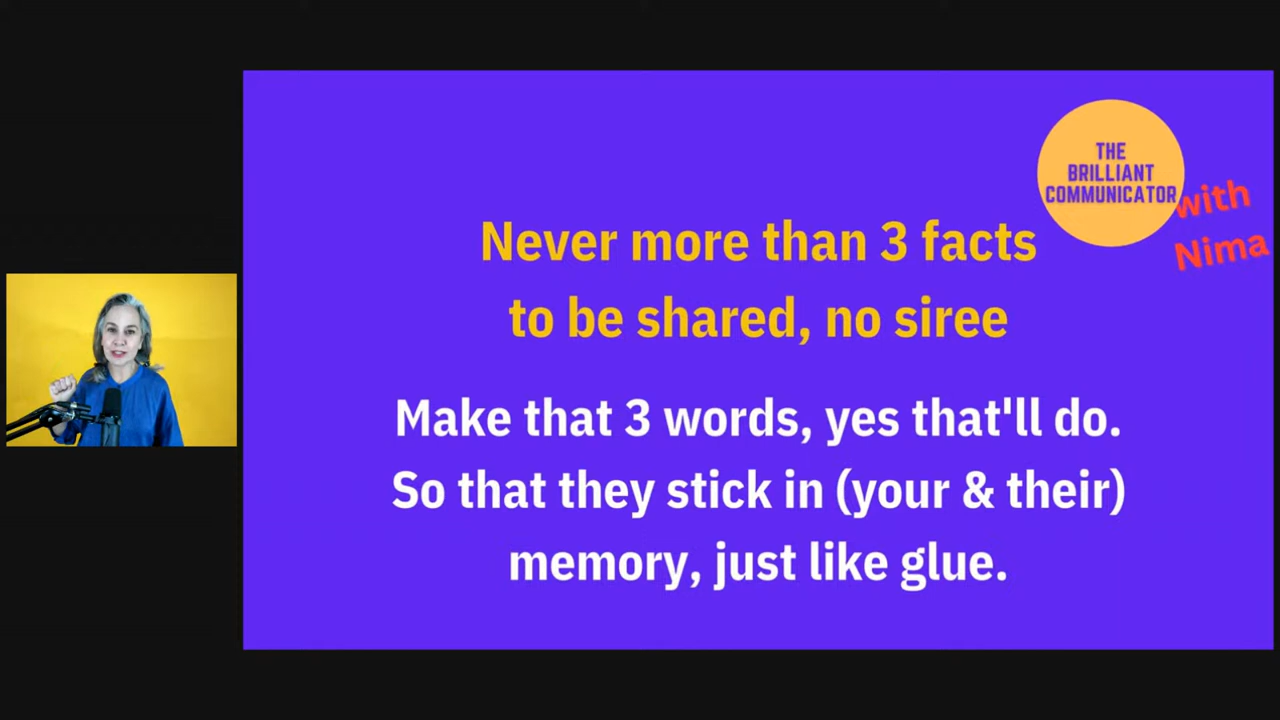 THE
BRILLIANT
COMMUNICATOR
with
Nima
Never more than 3 facts
to be shared, no siree
Make that 3 words, yes that'll do.
So that they stick in (your & their)
memory, just like glue.